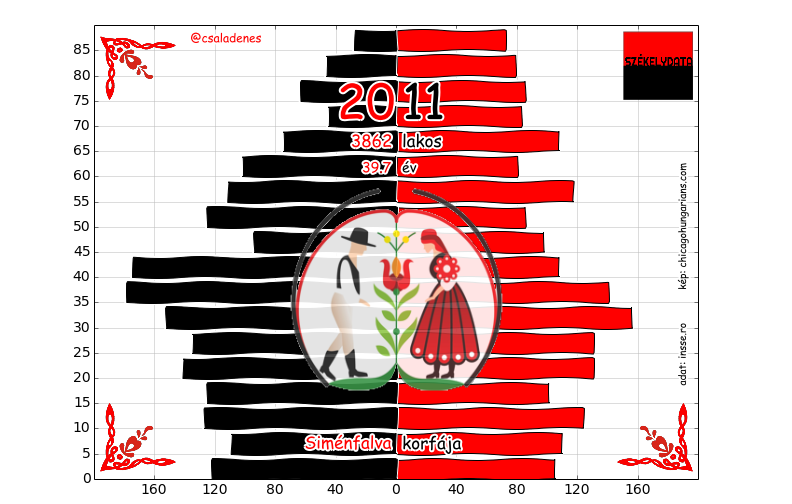 @csaladenes
SZÉKELYDATA
2011
3862 lakos
39.7 év
kép: chicagohungarians.com
adat: insse.ro
Siménfalva korfája
85
80
75
70
65
60
55
50
45
40
35
30
25
20
15
10
5
0
160 120 80 40 0 40 80 120 160